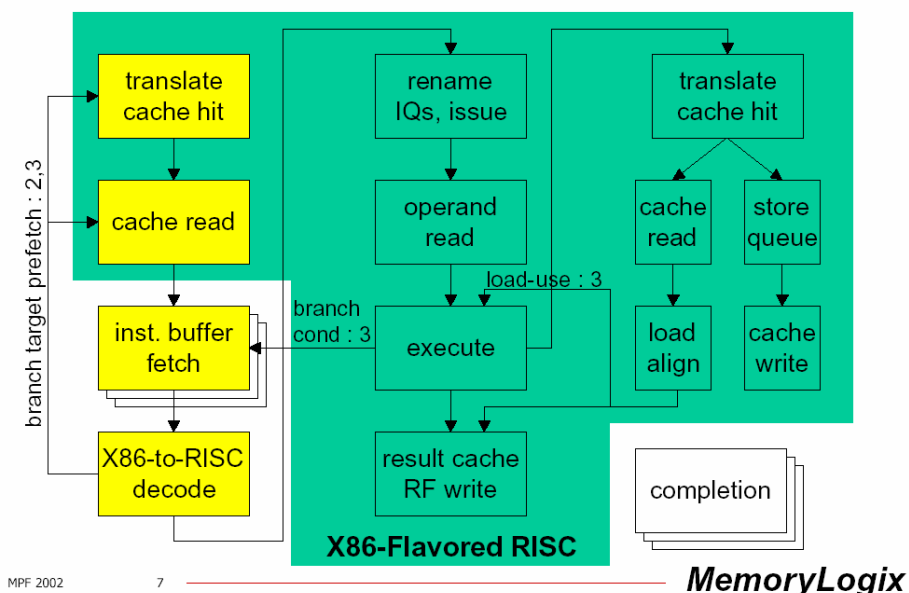 translate
cache hit
cache read
inst. buffer
fetch
X86-to-RISC
decode
branch target prefetch : 2,3
rename
IQs, issue
operand
read
branch
cond : 3
execute
load-use : 3
result cache
RF write
translate
cache hit
cache
read
store
queue
load
align
cache
write
completion
X86-Flavored RISC
MPF 2002
7
MemoryLogix